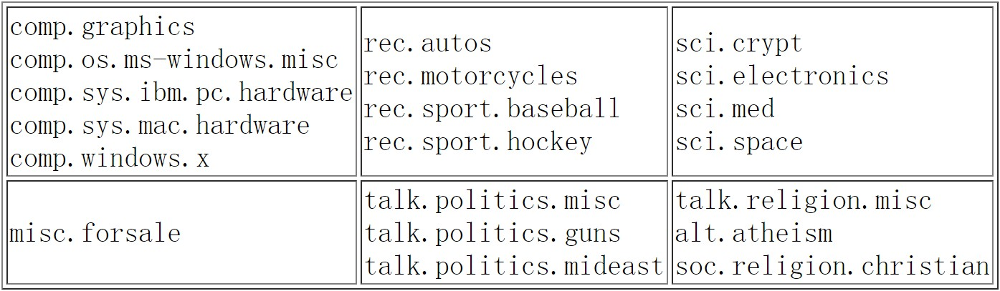 comp.graphics
comp.os.ms-windows.misc
comp.sys.ibm.pc.hardware
comp.sys.mac.hardware
comp.windows.x
rec.autos
rec.motorcycles
rec.sport.baseball
rec.sport.hockey
sci.crypt
sci.electronics
sci.med
sci.space
misc.forsale
talk.politics.misc
talk.politics.guns
talk.politics.mideast
talk.religion.misc
alt.atheism
soc.religion.christian